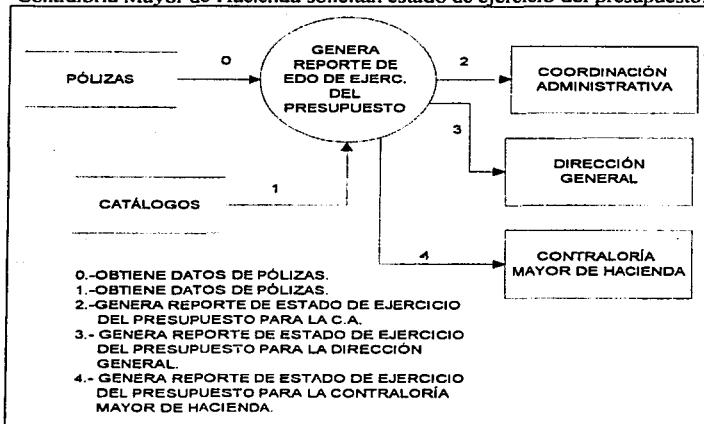 Contraloría Mayor de Hacienda solicitan estado de ejercicio del presupuesto.
GENERA
REPORTE DE
EDO DE EJERC.
DEL
PRESUPUESTO
PÓLIZAS
0
2
COORDINACIÓN
ADMINISTRATIVA
3
DIRECCIÓN
GENERAL
CATÁLOGOS
1
4
CONTRALORÍA
MAYOR DE HACIENDA
0.-OBTIENE DATOS DE PÓLIZAS.
1.-OBTIENE DATOS DE PÓLIZAS.
2.-GENERA REPORTE DE ESTADO DE EJERCICIO
DEL PRESUPUESTO PARA LA C.A.
3.- GENERA REPORTE DE ESTADO DE EJERCICIO
DEL PRESUPUESTO PARA LA DIRECCIÓN
GENERAL.
4.- GENERA REPORTE DE ESTADO DE EJERCICIO
DEL PRESUPUESTO PARA LA CONTRALORÍA
MAYOR DE HACIENDA.